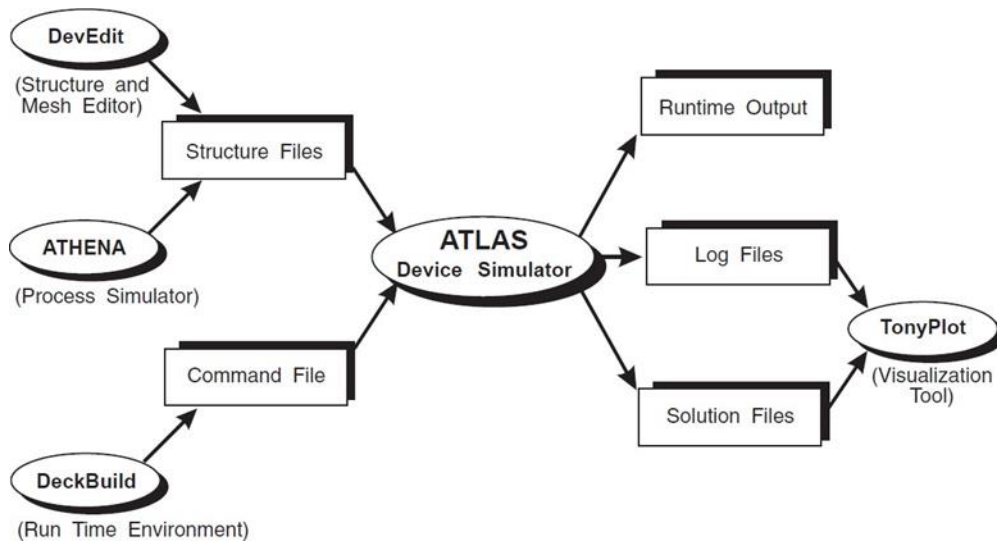 DevEdit
(Structure and
Mesh Editor)
Structure Files
ATHENA
(Process Simulator)
Command File
DeckBuild
(Run Time Environment)
ATLAS
Device Simulator
Runtime Output
Log Files
Solution Files
TonyPlot
(Visualization
Tool)